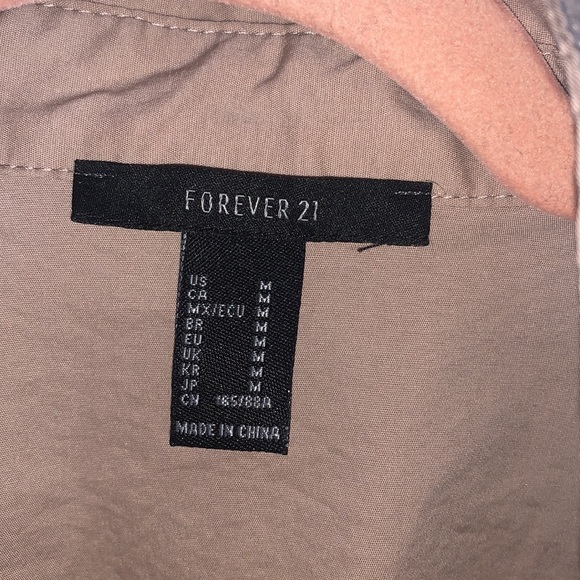 FOREVER 21
US M
CA M
MX/ECU M
BR M
EU M
UK M
KR M
JP M
CN 165/88A
MADE IN CHINA